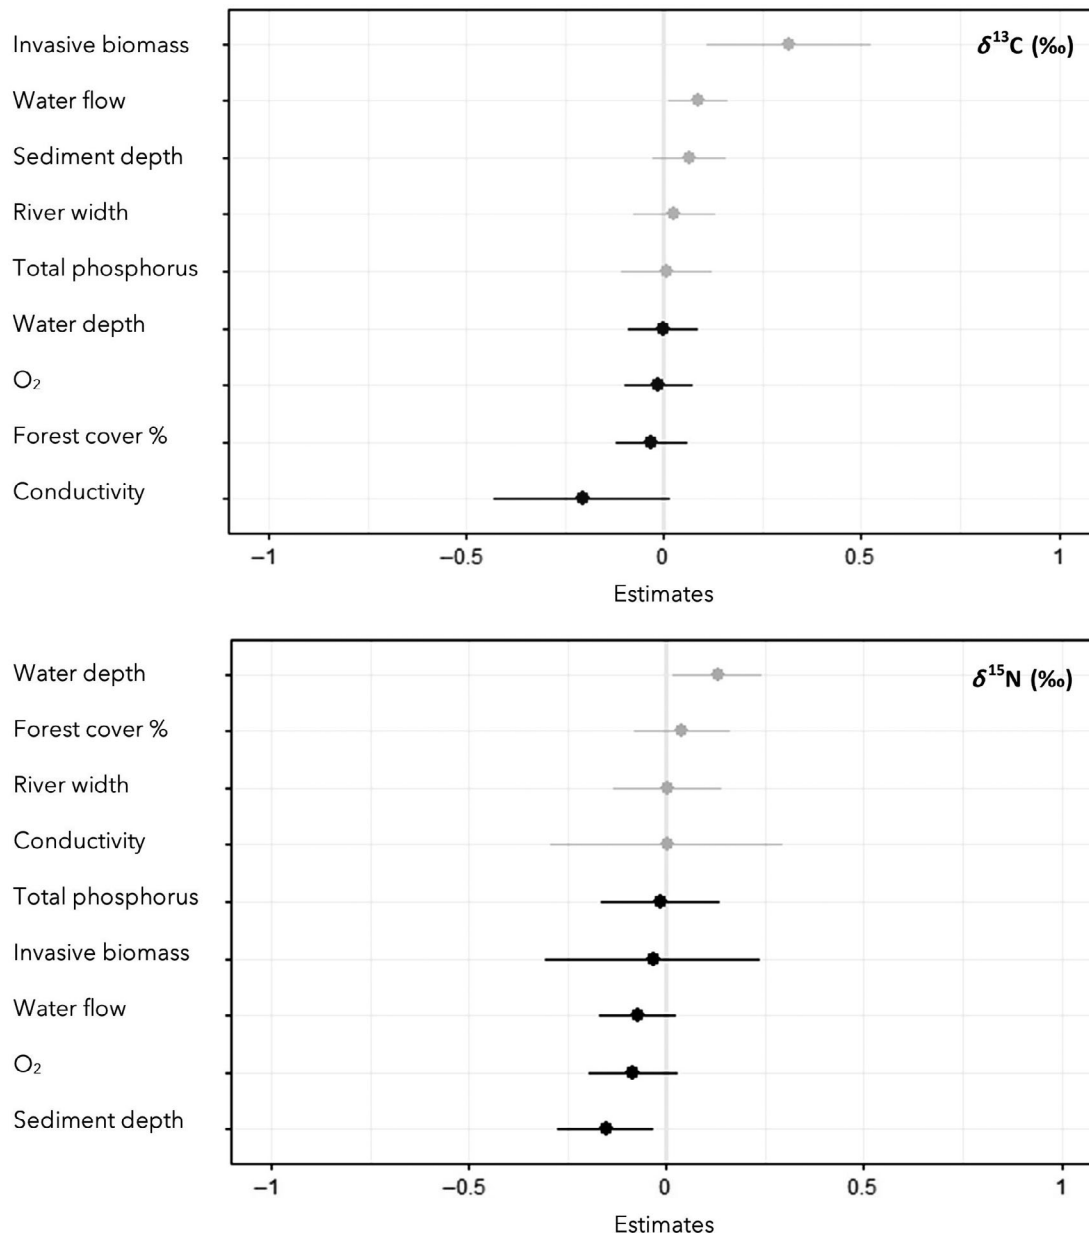 Invasive biomass
δ¹³C (‰)
Water flow
Sediment depth
River width
Total phosphorus
Water depth
O₂
Forest cover %
Conductivity
–1 –0.5 0 0.5 1
Estimates
Water depth
δ¹⁵N (‰)
Forest cover %
River width
Conductivity
Total phosphorus
Invasive biomass
Water flow
O₂
Sediment depth
–1 –0.5 0 0.5 1
Estimates